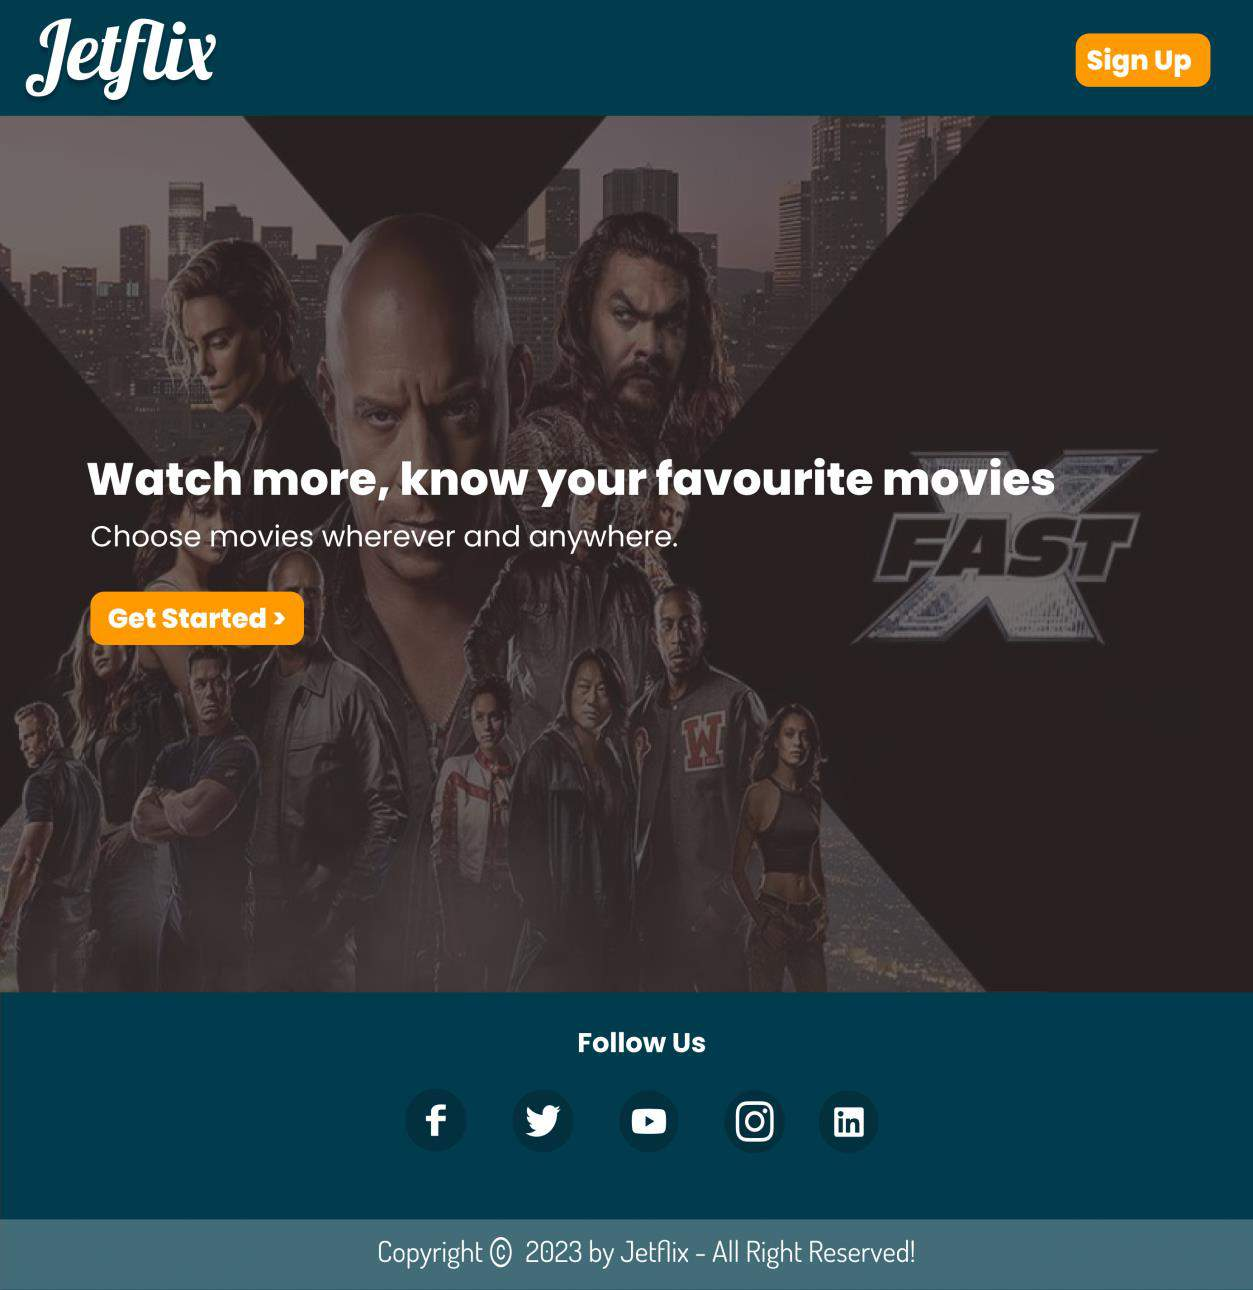 Jetflix
Sign Up
Watch more, know your favourite movies
Choose movies wherever and anywhere.
FAST X
Get Started >
W
Follow Us
f
in
Copyright © 2023 by Jetflix - All Right Reserved!